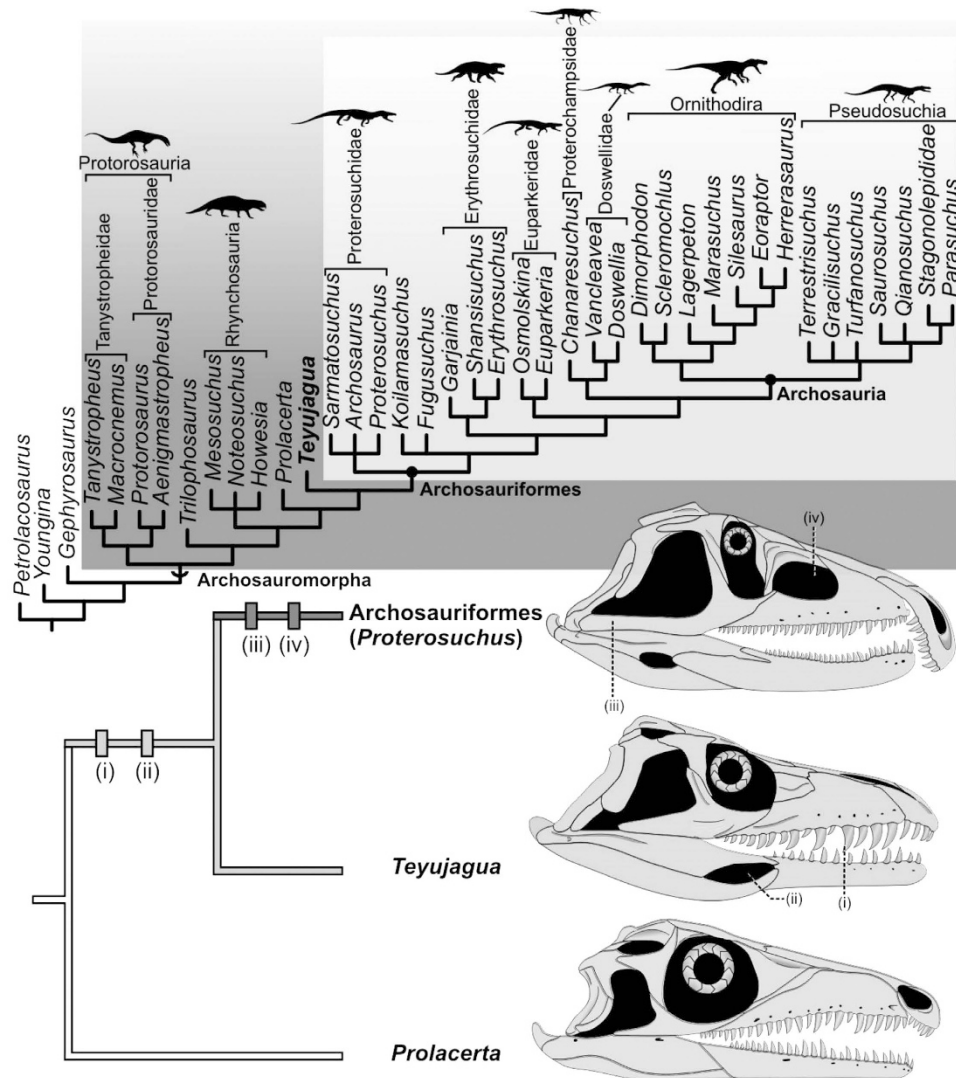 Protorosauria
Tanystropheidae
Protorosauridae
Rhynchosauria
Proterosuchidae
Erythrosuchidae
Euparkeridae
Proterochampsidae
Doswellidae
Ornithodira
Pseudosuchia
Petrolacosaurus
Youngina
Gephyrosaurus
Tanystropheus
Macrocnemus
Protorosaurus
Aenigmastropheus
Trilophosaurus
Mesosuchus
Noteosuchus
Howesia
Prolacerta
Teyujagua
Sarmatosuchus
Archosaurus
Proterosuchus
Koilamasuchus
Fugusuchus
Garjainia
Shansisuchus
Erythrosuchus
Osmolskina
Euparkeria
Chanaresuchus
Vancleavea
Doswellia
Dimorphodon
Scleromochlus
Lagerpeton
Marasuchus
Silesaurus
Eoraptor
Herrerasaurus
Terrestrisuchus
Gracilisuchus
Turfanosuchus
Saurosuchus
Qianosuchus
Stagonolepididae
Parasuchus
Archosauria
Archosauriformes
Archosauromorpha
Archosauriformes
(Proterosuchus)
(iii) (iv)
(iv)
(iii)
(i) (ii)
Teyujagua
(ii) (i)
Prolacerta